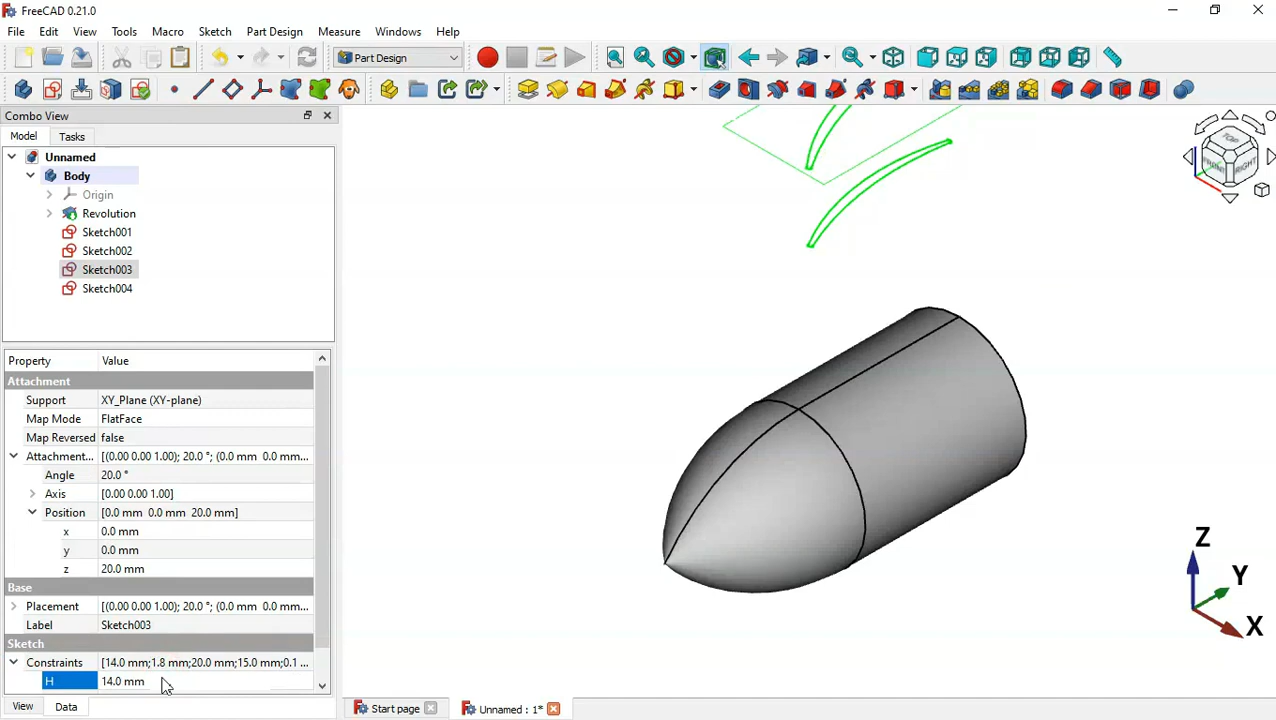 FreeCAD 0.21.0
File Edit View Tools Macro Sketch Part Design Measure Windows Help
Part Design
Combo View
Model Tasks
Unnamed
Body
Origin
Revolution
Sketch001
Sketch002
Sketch003
Sketch004
Property Value
Attachment
Support XY_Plane (XY-plane)
Map Mode FlatFace
Map Reversed false
Attachment... [(0.00 0.00 1.00); 20.0 °; (0.0 mm 0.0 mm...
Angle 20.0 °
Axis [0.00 0.00 1.00]
Position [0.0 mm 0.0 mm 20.0 mm]
x 0.0 mm
y 0.0 mm
z 20.0 mm
Base
Placement [(0.00 0.00 1.00); 20.0 °; (0.0 mm 0.0 mm...
Label Sketch003
Sketch
Constraints [14.0 mm;1.8 mm;20.0 mm;15.0 mm;0.1 ...
H 14.0 mm
View Data
Start page
Unnamed : 1*
TOP
FRONT
RIGHT
Z
Y
X